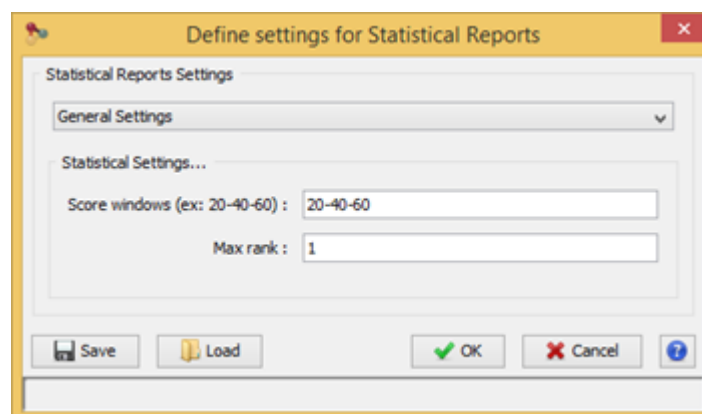 Define settings for Statistical Reports
Statistical Reports Settings
General Settings
Statistical Settings...
Score windows (ex: 20-40-60) : 20-40-60
Max rank : 1
Save Load OK Cancel ?